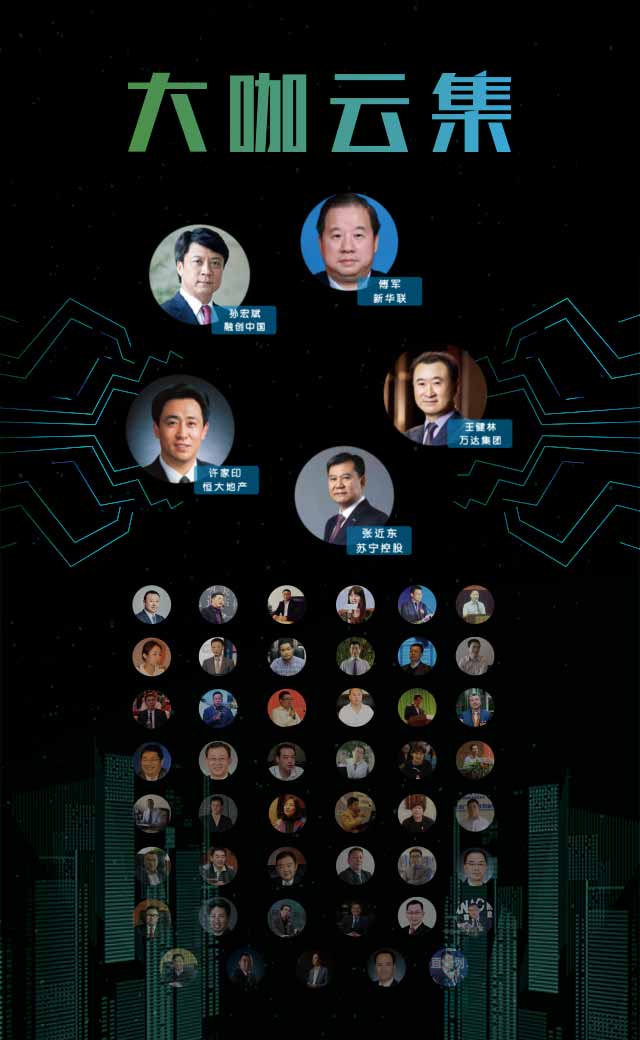 大咖云集
傅军
新华联
孙宏斌
融创中国
王健林
万达集团
许家印
恒大地产
张近东
苏宁控股